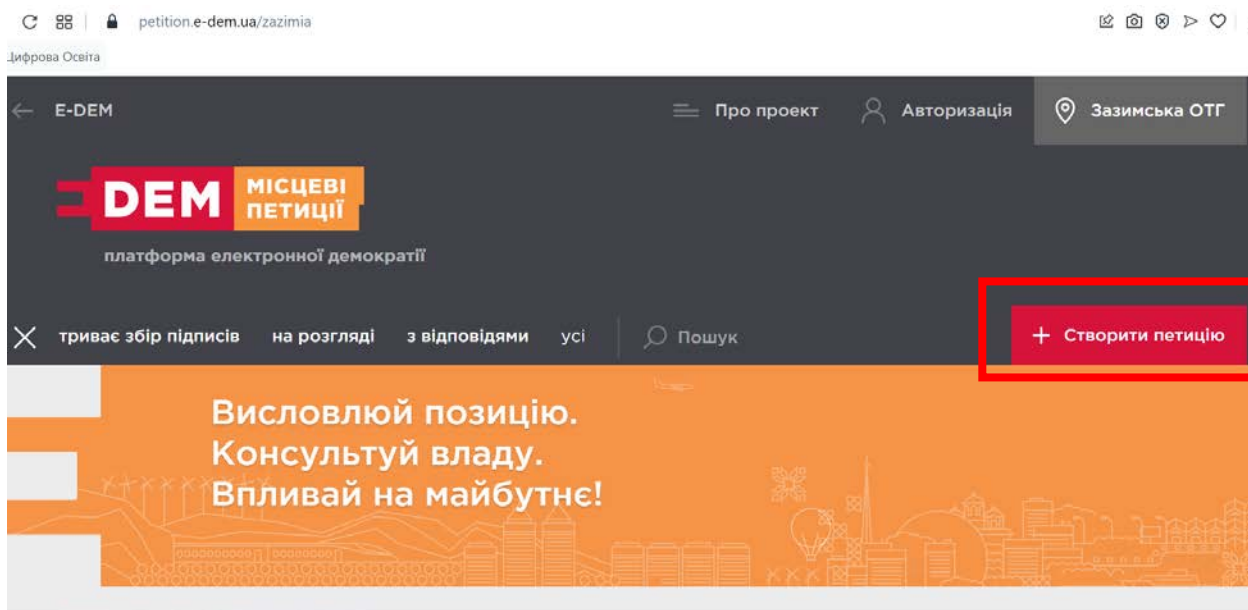 petition.e-dem.ua/zazimia
Цифрова Освіта
E-DEM
Про проект
Авторизація
Зазимська ОТГ
DEM
МІСЦЕВІ
ПЕТИЦІЇ
платформа електронної демократії
триває збір підписів на розгляді з відповідями усі Пошук
+ Створити петицію
Висловлюй позицію.
Консультуй владу.
Впливай на майбутнє!